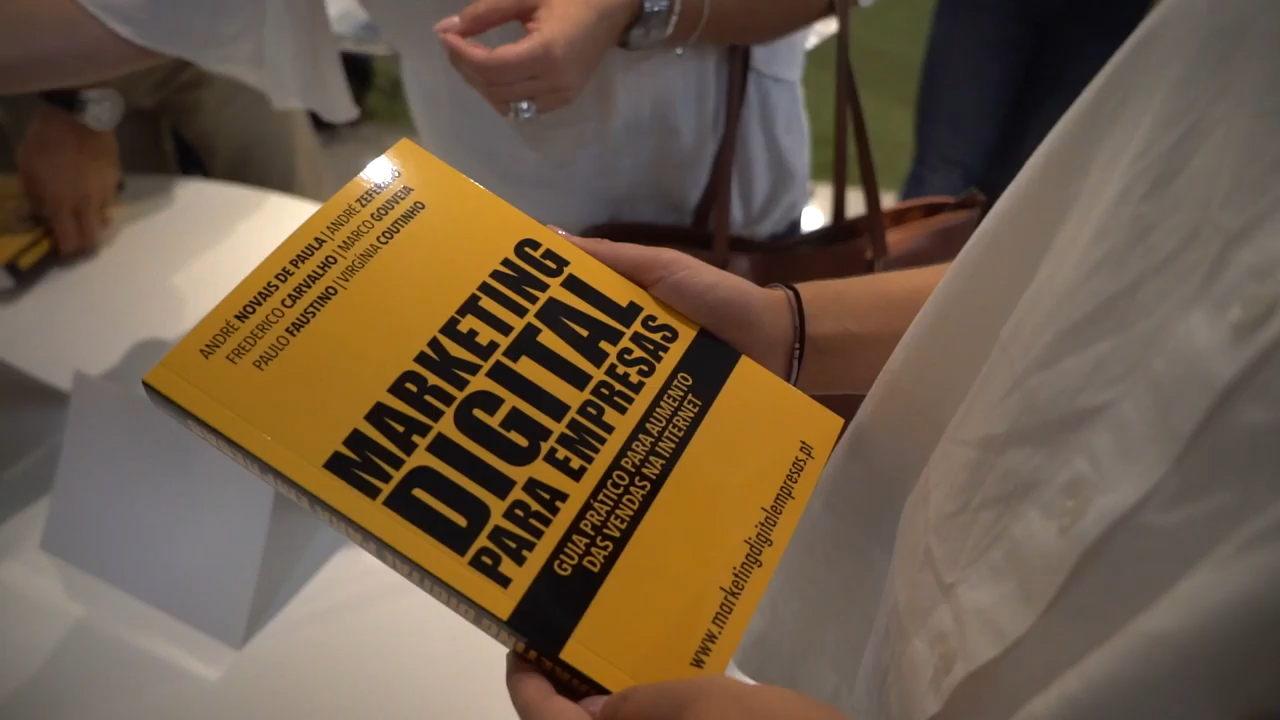 ANDRÉ NOVAIS DE PAULA | ANDRÉ ZEFERINO
FREDERICO CARVALHO | MARCO GOUVEIA
PAULO FAUSTINO | VIRGÍNIA COUTINHO
MARKETING
DIGITAL
PARA EMPRESAS
GUIA PRÁTICO PARA AUMENTO
DAS VENDAS NA INTERNET
www.marketingdigitalempresas.pt